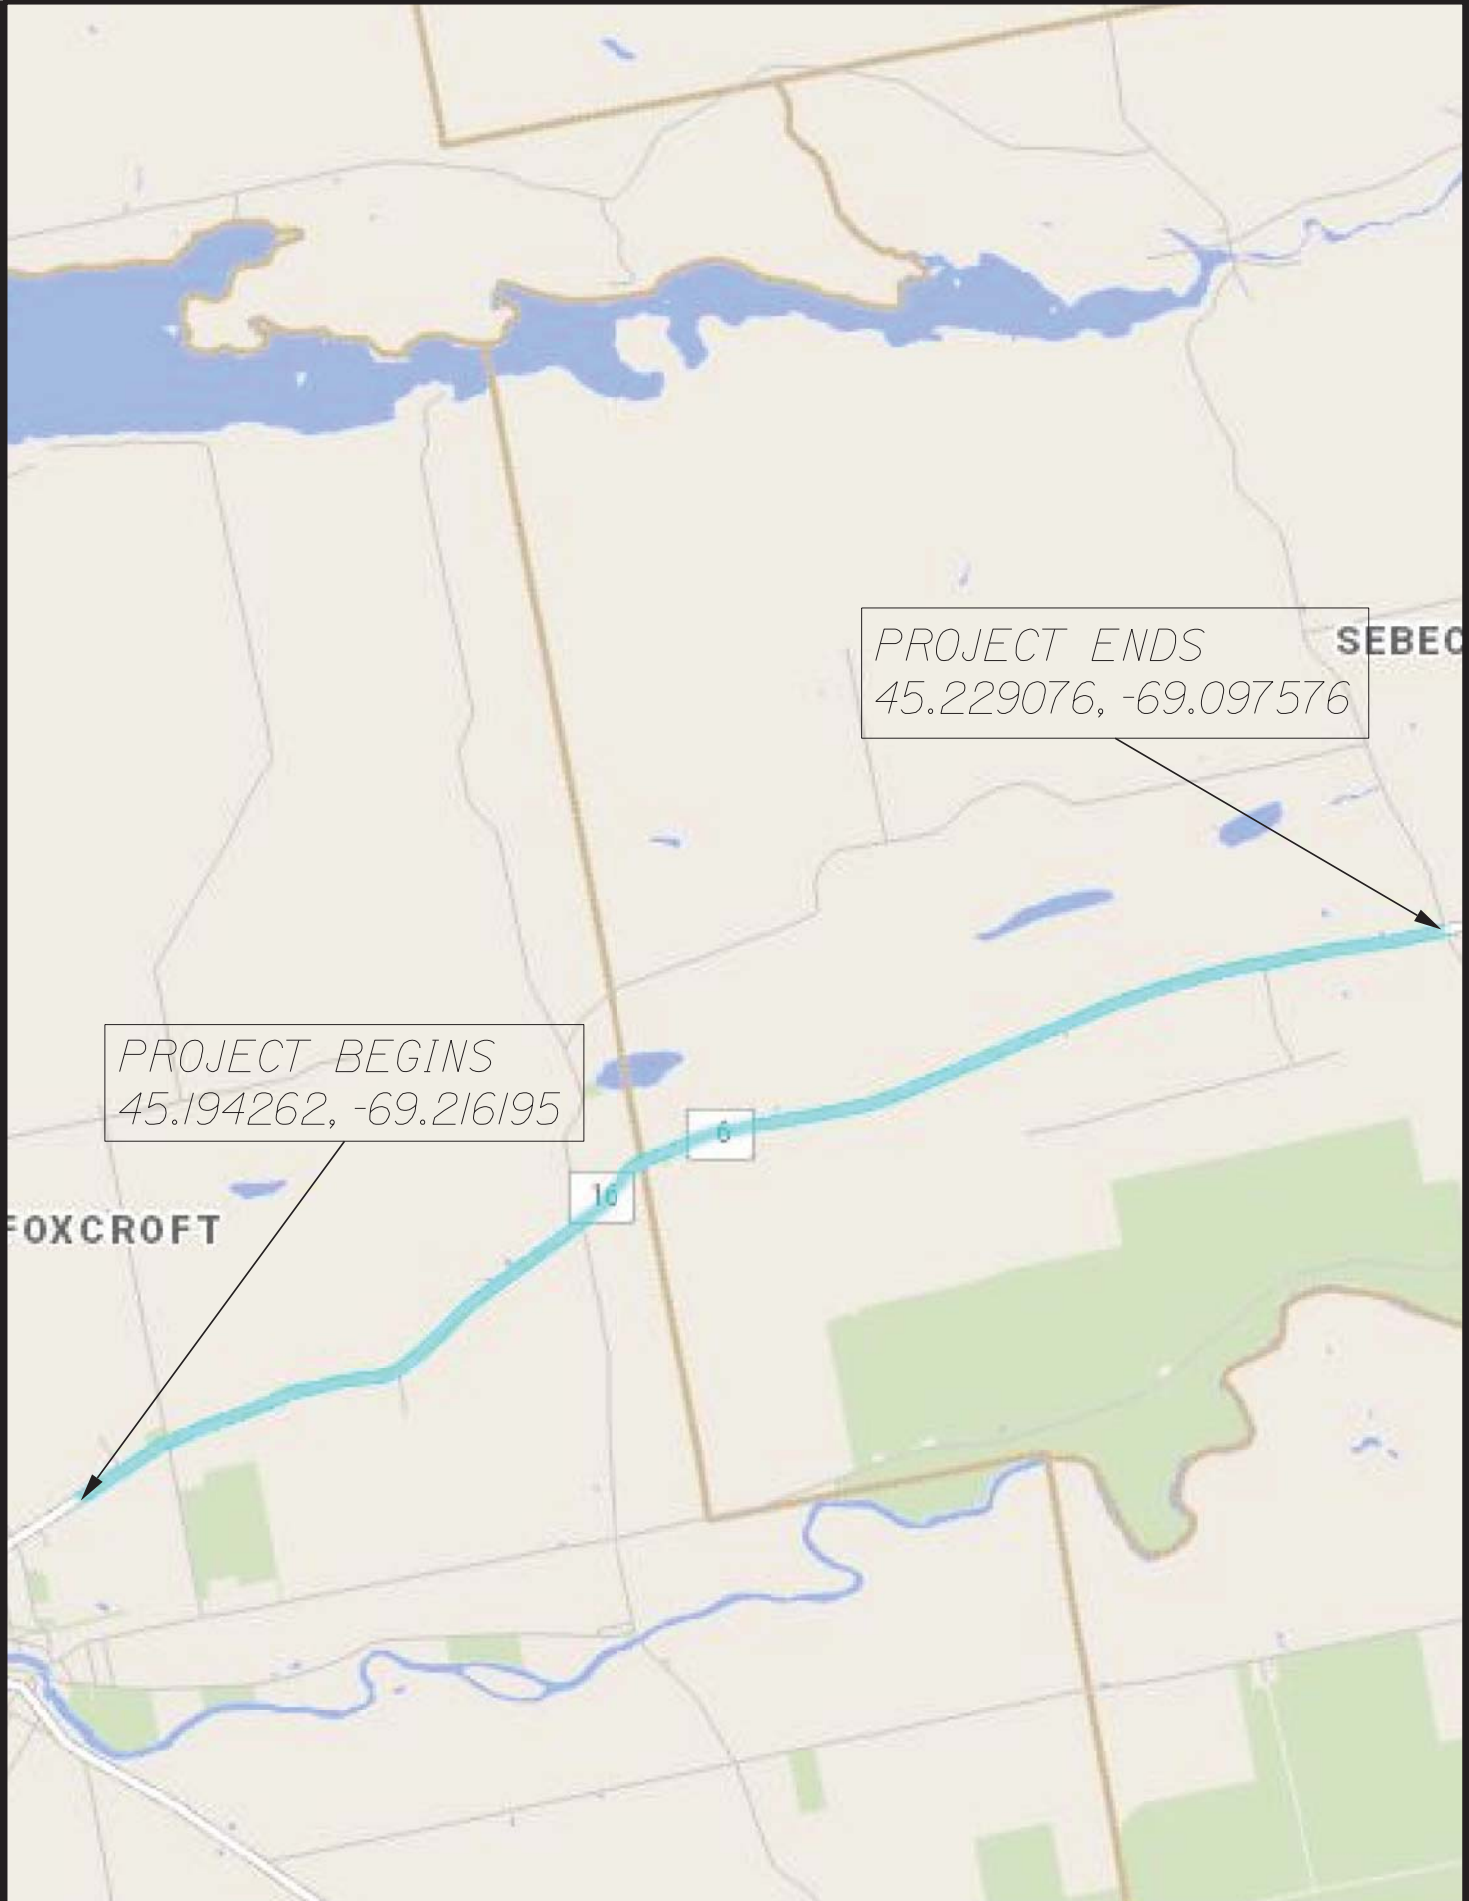 PROJECT ENDS
45.229076, -69.097576
SEBEC
PROJECT BEGINS
45.194262, -69.216195
6
16
FOXCROFT